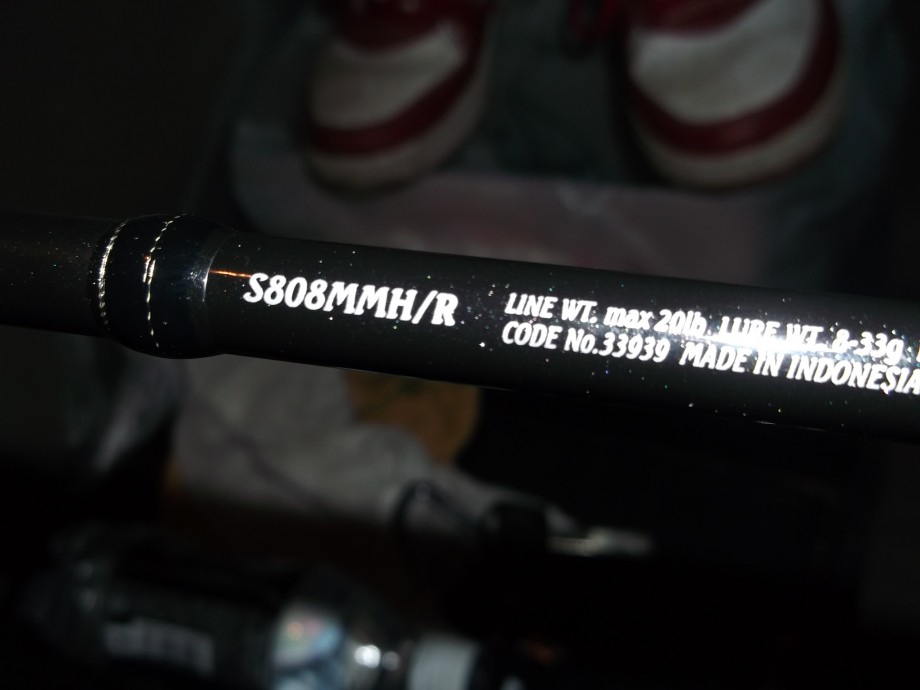 S808MMH/R
LINE WT. max 20lb. LURE WT. 8-33g
CODE No.33939 MADE IN INDONESIA